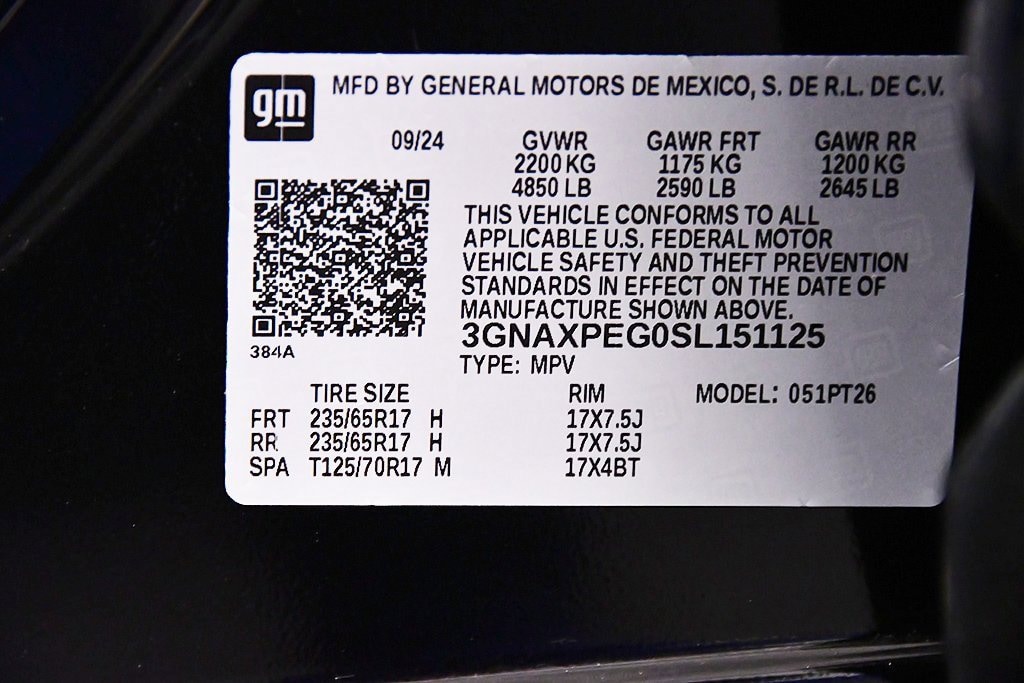 gm
MFD BY GENERAL MOTORS DE MEXICO, S. DE R.L. DE C.V.
09/24 GVWR GAWR FRT GAWR RR
2200 KG 1175 KG 1200 KG
4850 LB 2590 LB 2645 LB
THIS VEHICLE CONFORMS TO ALL
APPLICABLE U.S. FEDERAL MOTOR
VEHICLE SAFETY AND THEFT PREVENTION
STANDARDS IN EFFECT ON THE DATE OF
MANUFACTURE SHOWN ABOVE.
3GNAXPEG0SL151125
384A
TYPE: MPV
TIRE SIZE RIM MODEL: 051PT26
FRT 235/65R17 H 17X7.5J
RR 235/65R17 H 17X7.5J
SPA T125/70R17 M 17X4BT